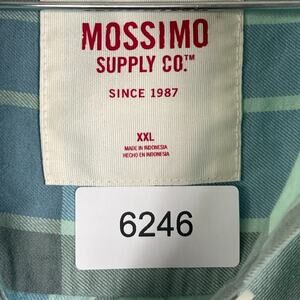 MOSSIMO
SUPPLY CO.™
SINCE 1987
XXL
MADE IN INDONESIA
HECHO EN INDONESIA
6246